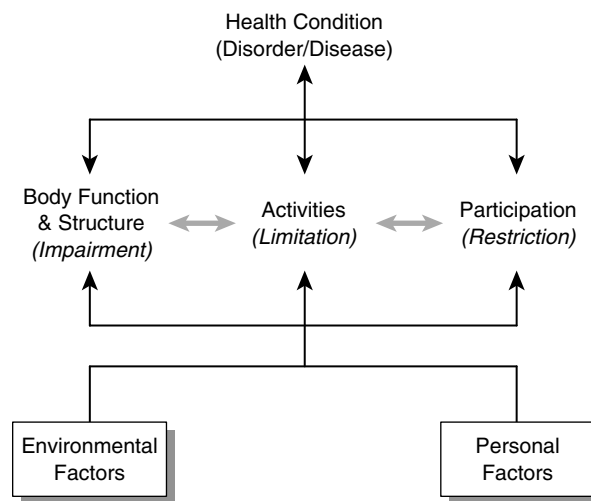 Health Condition
(Disorder/Disease)
Body Function
& Structure
(Impairment)
Activities
(Limitation)
Participation
(Restriction)
Environmental
Factors
Personal
Factors